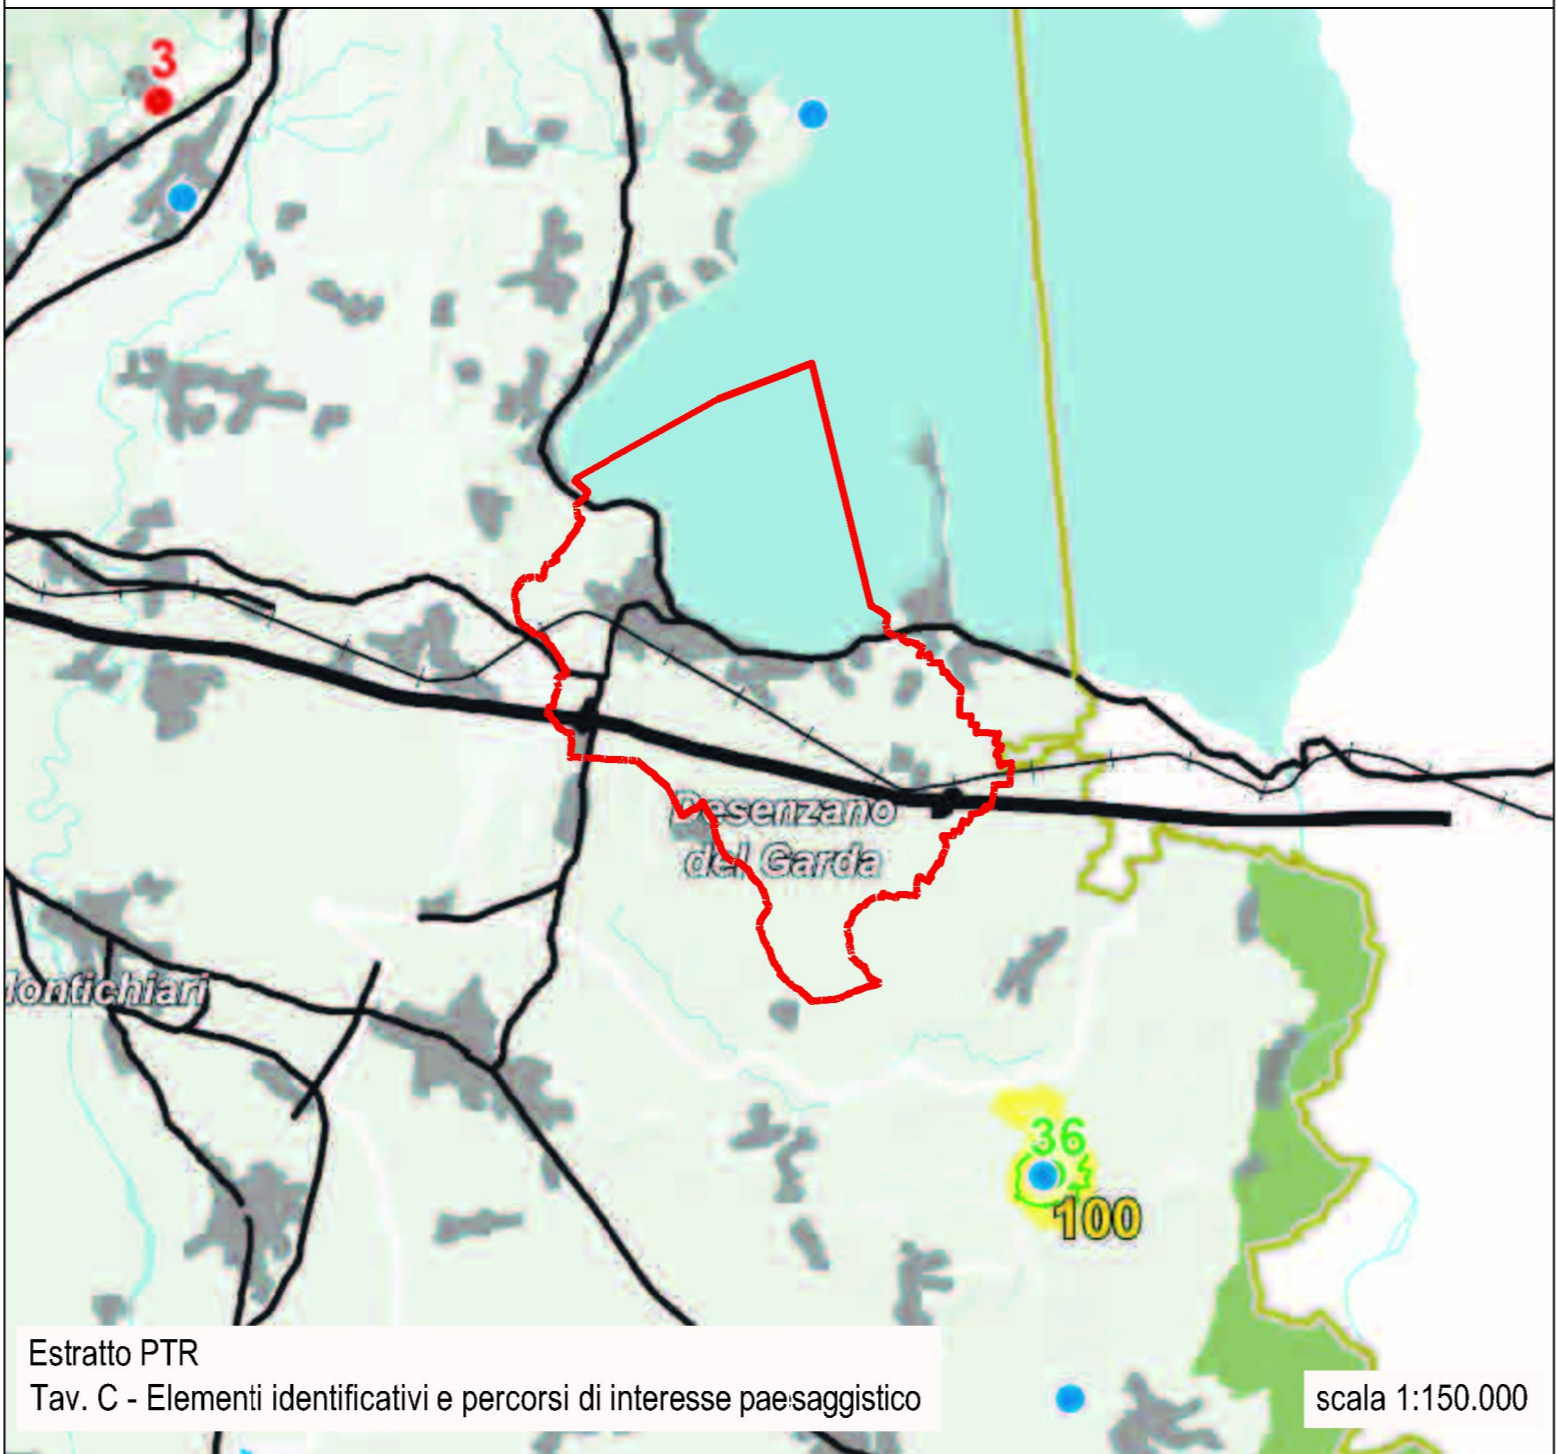 3
Desenzano
del Garda
Montichiari
36
100
Estratto PTR
Tav. C - Elementi identificativi e percorsi di interesse paesaggistico
scala 1:150.000